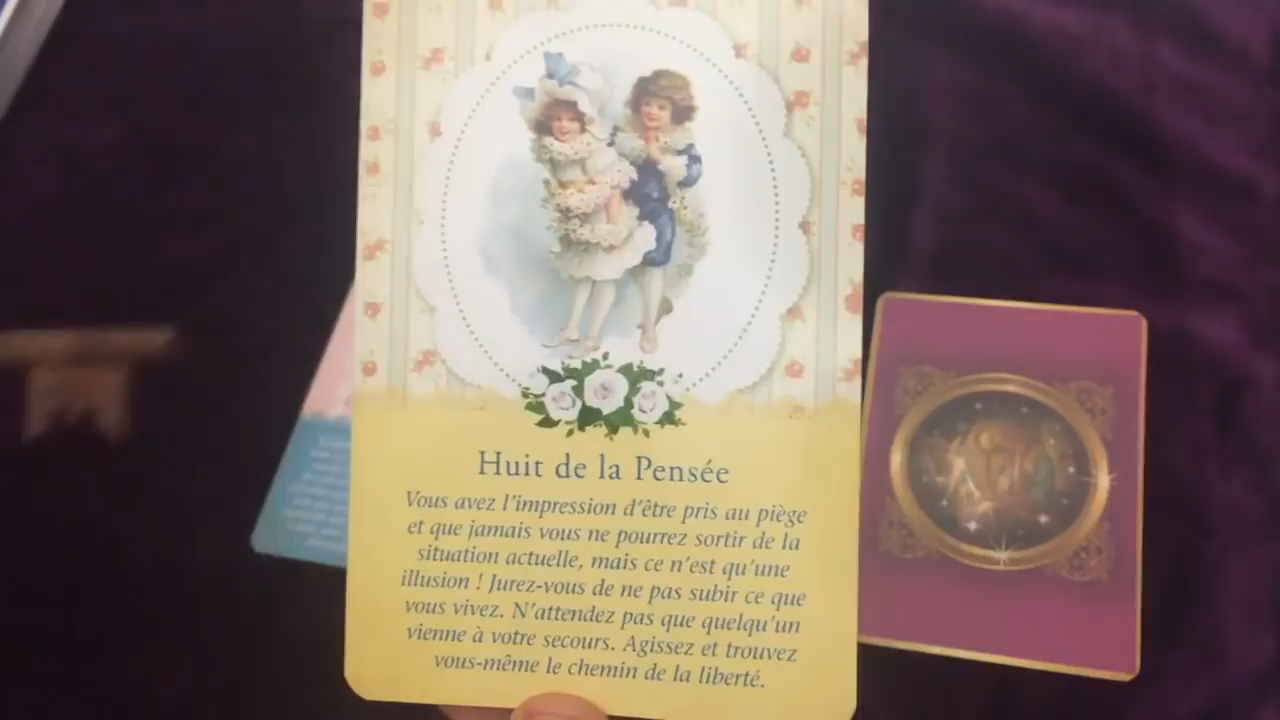 Huit de la Pensée
Vous avez l'impression d'être pris au piège
et que jamais vous ne pourrez sortir de la
situation actuelle, mais ce n'est qu'une
illusion ! Jurez-vous de ne pas subir ce que
vous vivez. N'attendez pas que quelqu'un
vienne à votre secours. Agissez et trouvez
vous-même le chemin de la liberté.